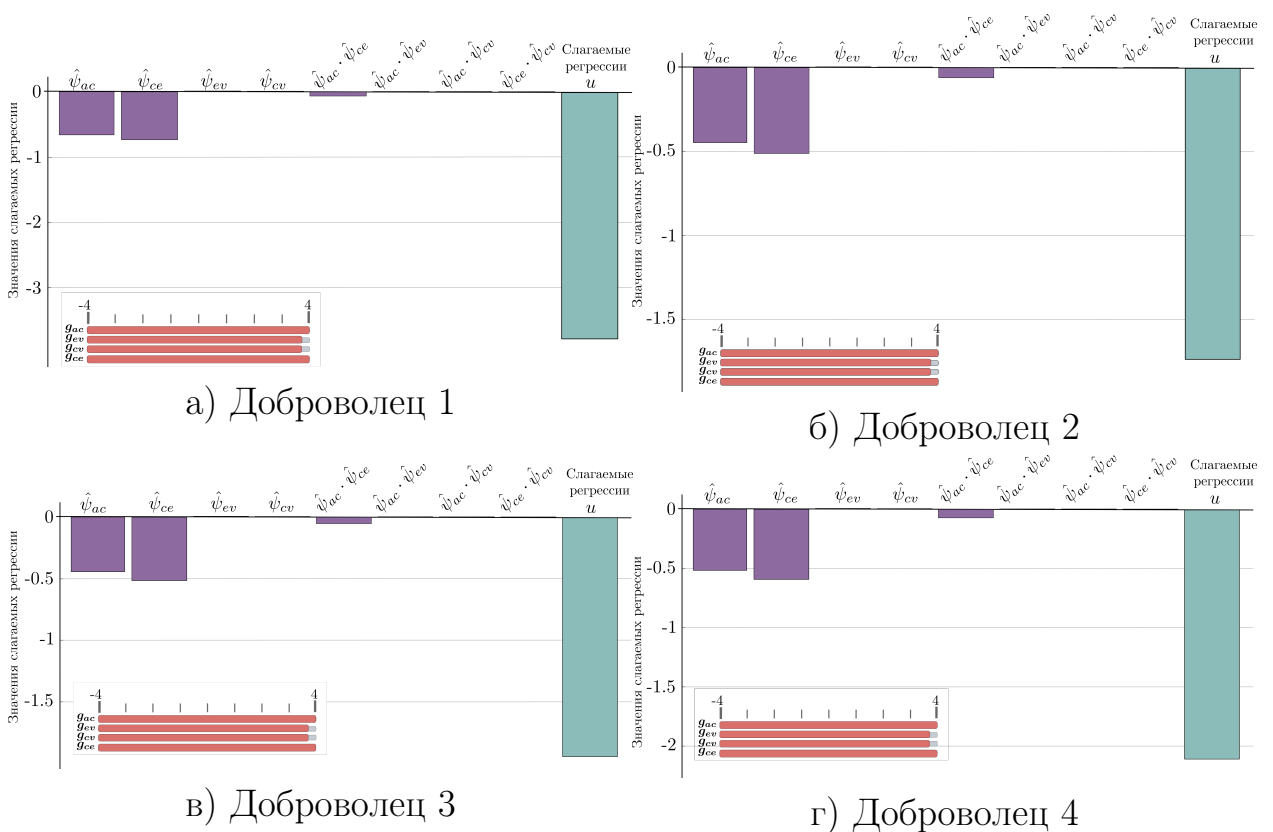 Слагаемые
регрессии
ψ̂ac ψ̂ce ψ̂ev ψ̂cv ψ̂ac · ψ̂ce ψ̂ac · ψ̂ev ψ̂ac · ψ̂cv ψ̂ce · ψ̂cv u
Значения слагаемых регрессии
0
-1
-2
-3
-4 4
gac
gev
gcv
gce
а) Доброволец 1
Слагаемые
регрессии
ψ̂ac ψ̂ce ψ̂ev ψ̂cv ψ̂ac · ψ̂ce ψ̂ac · ψ̂ev ψ̂ac · ψ̂cv ψ̂ce · ψ̂cv u
Значения слагаемых регрессии
0
-0.5
-1
-1.5
-4 4
gac
gev
gcv
gce
б) Доброволец 2
Слагаемые
регрессии
ψ̂ac ψ̂ce ψ̂ev ψ̂cv ψ̂ac · ψ̂ce ψ̂ac · ψ̂ev ψ̂ac · ψ̂cv ψ̂ce · ψ̂cv u
Значения слагаемых регрессии
0
-0.5
-1
-1.5
-4 4
gac
gev
gcv
gce
в) Доброволец 3
Слагаемые
регрессии
ψ̂ac ψ̂ce ψ̂ev ψ̂cv ψ̂ac · ψ̂ce ψ̂ac · ψ̂ev ψ̂ac · ψ̂cv ψ̂ce · ψ̂cv u
Значения слагаемых регрессии
0
-0.5
-1
-1.5
-2
-4 4
gac
gev
gcv
gce
г) Доброволец 4